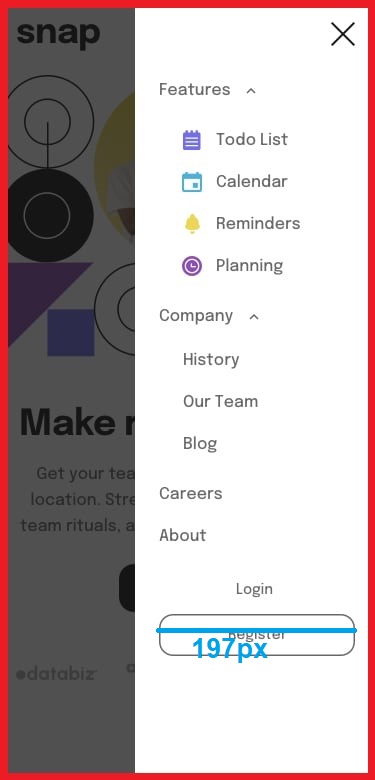 snap
Features
Todo List
Calendar
Reminders
Planning
Company
History
Our Team
Blog
Careers
About
Make
Get your tea
location. Stre
team rituals, a
Login
Register
197px
databiz